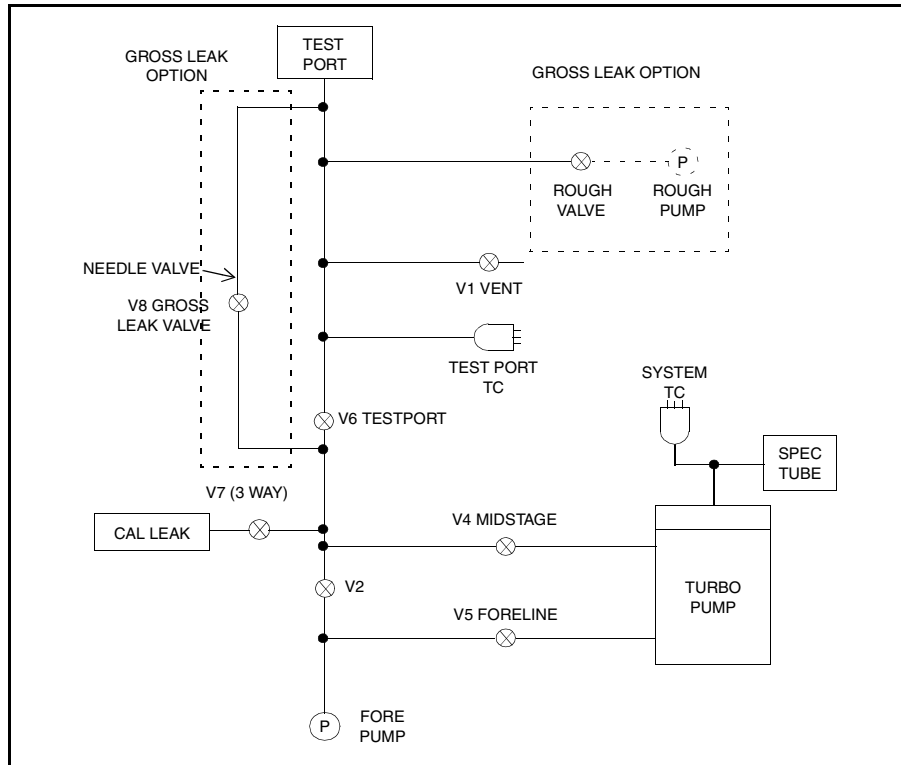 TEST
PORT
GROSS LEAK
OPTION
GROSS LEAK OPTION
P
ROUGH
VALVE
ROUGH
PUMP
NEEDLE VALVE
V1 VENT
V8 GROSS
LEAK VALVE
TEST PORT
TC
SYSTEM
TC
V6 TESTPORT
SPEC
TUBE
V7 (3 WAY)
CAL LEAK
V4 MIDSTAGE
V2
TURBO
PUMP
V5 FORELINE
P
FORE
PUMP